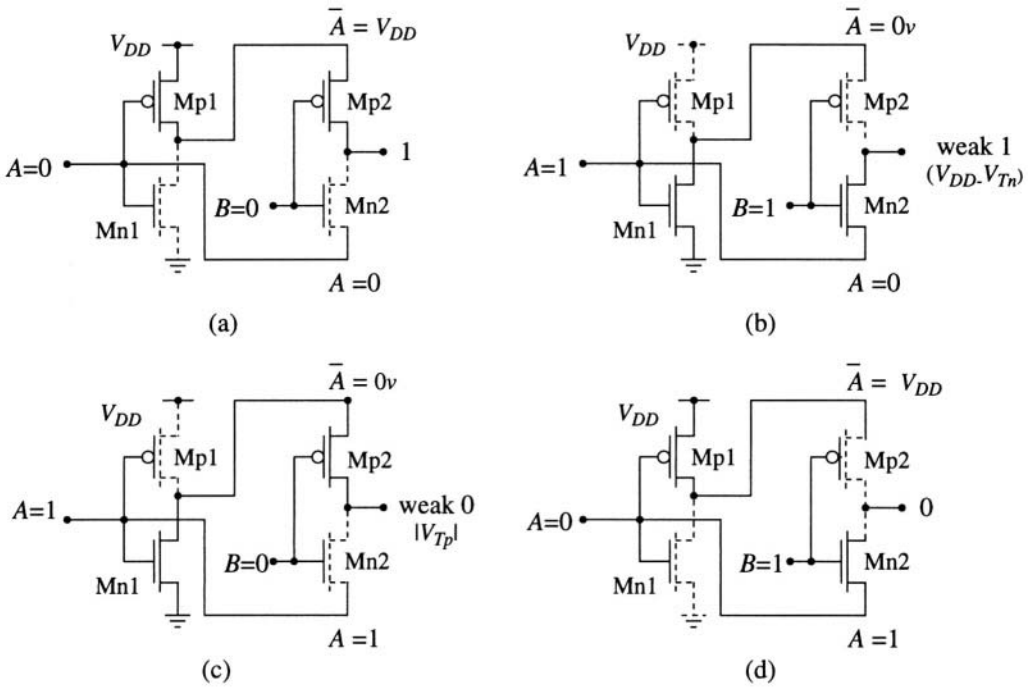 A̅ = V_DD
V_DD
Mp1
Mp2
A=0
1
B=0
Mn1
Mn2
A =0
(a)
A̅ = 0v
V_DD
Mp1
Mp2
A=1
weak 1
(V_DD-V_Tn)
B=1
Mn1
Mn2
A =0
(b)
A̅ = 0v
V_DD
Mp1
Mp2
A=1
weak 0
|V_Tp|
B=0
Mn1
Mn2
A =1
(c)
A̅ = V_DD
V_DD
Mp1
Mp2
A=0
0
B=1
Mn1
Mn2
A =1
(d)